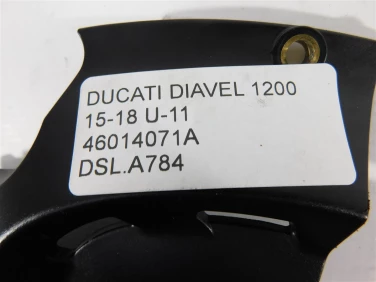 DUCATI DIAVEL 1200
15-18 U-11
46014071A
DSL.A784